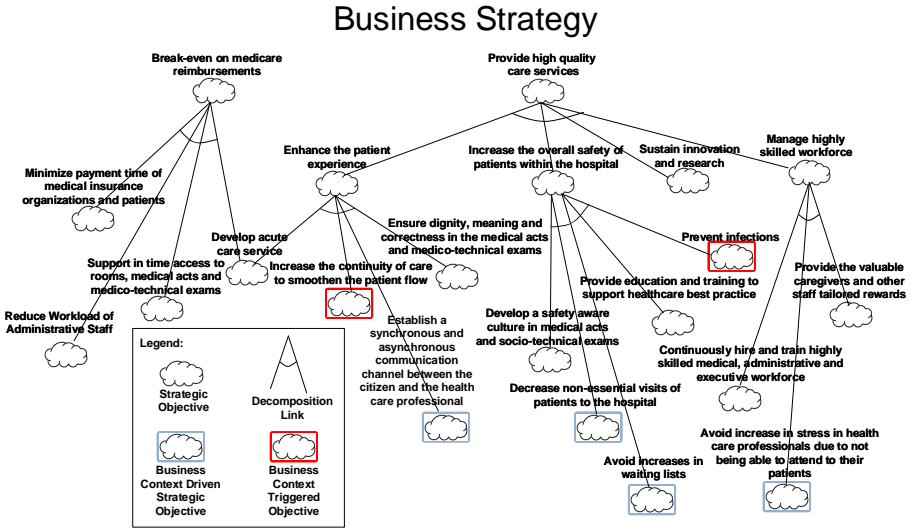 Business Strategy
Break-even on medicare
reimbursements
Provide high quality
care services
Enhance the patient
experience
Increase the overall safety of
patients within the hospital
Sustain innovation
and research
Manage highly
skilled workforce
Minimize payment time of
medical insurance
organizations and patients
Develop acute
care service
Ensure dignity, meaning and
correctness in the medical acts
and medico-technical exams
Prevent infections
Support in time access to
rooms, medical acts and
medico-technical exams
Increase the continuity of care
to smoothen the patient flow
Provide education and training to
support healthcare best practice
Provide the valuable
caregivers and other
staff tailored rewards
Reduce Workload of
Administrative Staff
Establish a
synchronous and
asynchronous
communication
channel between the
citizen and the health
care professional
Develop a safety aware
culture in medical acts
and socio-technical exams
Continuously hire and train highly
skilled medical, administrative and
executive workforce
Decrease non-essential visits of
patients to the hospital
Avoid increases in
waiting lists
Avoid increase in stress in health
care professionals due to not
being able to attend to their
patients
Legend:
Strategic
Objective
Decomposition
Link
Business
Context Driven
Strategic
Objective
Business
Context
Triggered
Objective